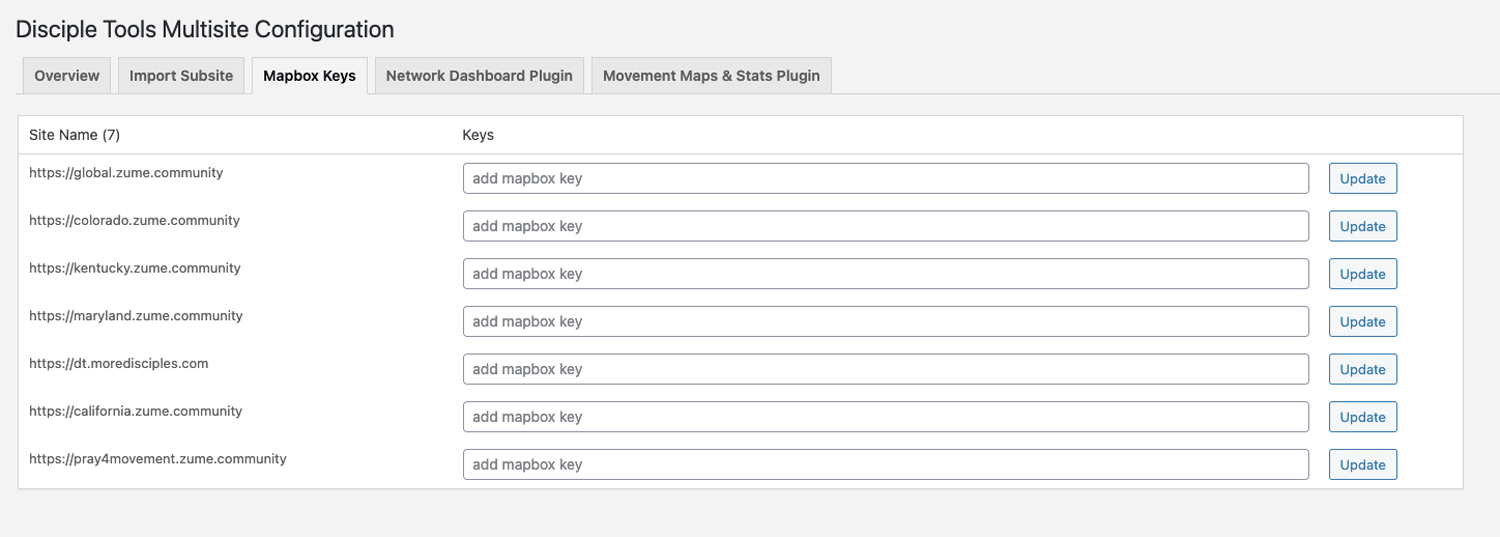 Disciple Tools Multisite Configuration
Overview Import Subsite Mapbox Keys Network Dashboard Plugin Movement Maps & Stats Plugin
Site Name (7) Keys
https://global.zume.community add mapbox key Update
https://colorado.zume.community add mapbox key Update
https://kentucky.zume.community add mapbox key Update
https://maryland.zume.community add mapbox key Update
https://dt.moredisciples.com add mapbox key Update
https://california.zume.community add mapbox key Update
https://pray4movement.zume.community add mapbox key Update